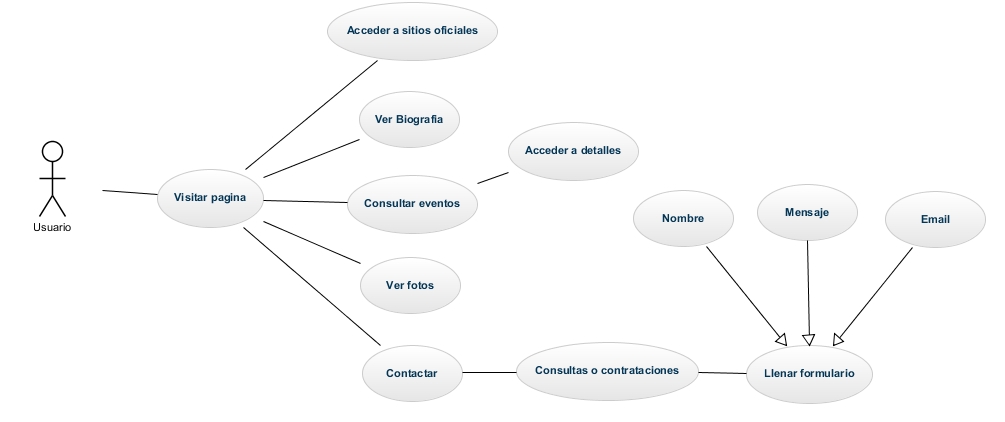 Acceder a sitios oficiales
Ver Biografia
Acceder a detalles
Visitar pagina
Consultar eventos
Nombre
Mensaje
Email
Usuario
Ver fotos
Contactar
Consultas o contrataciones
Llenar formulario